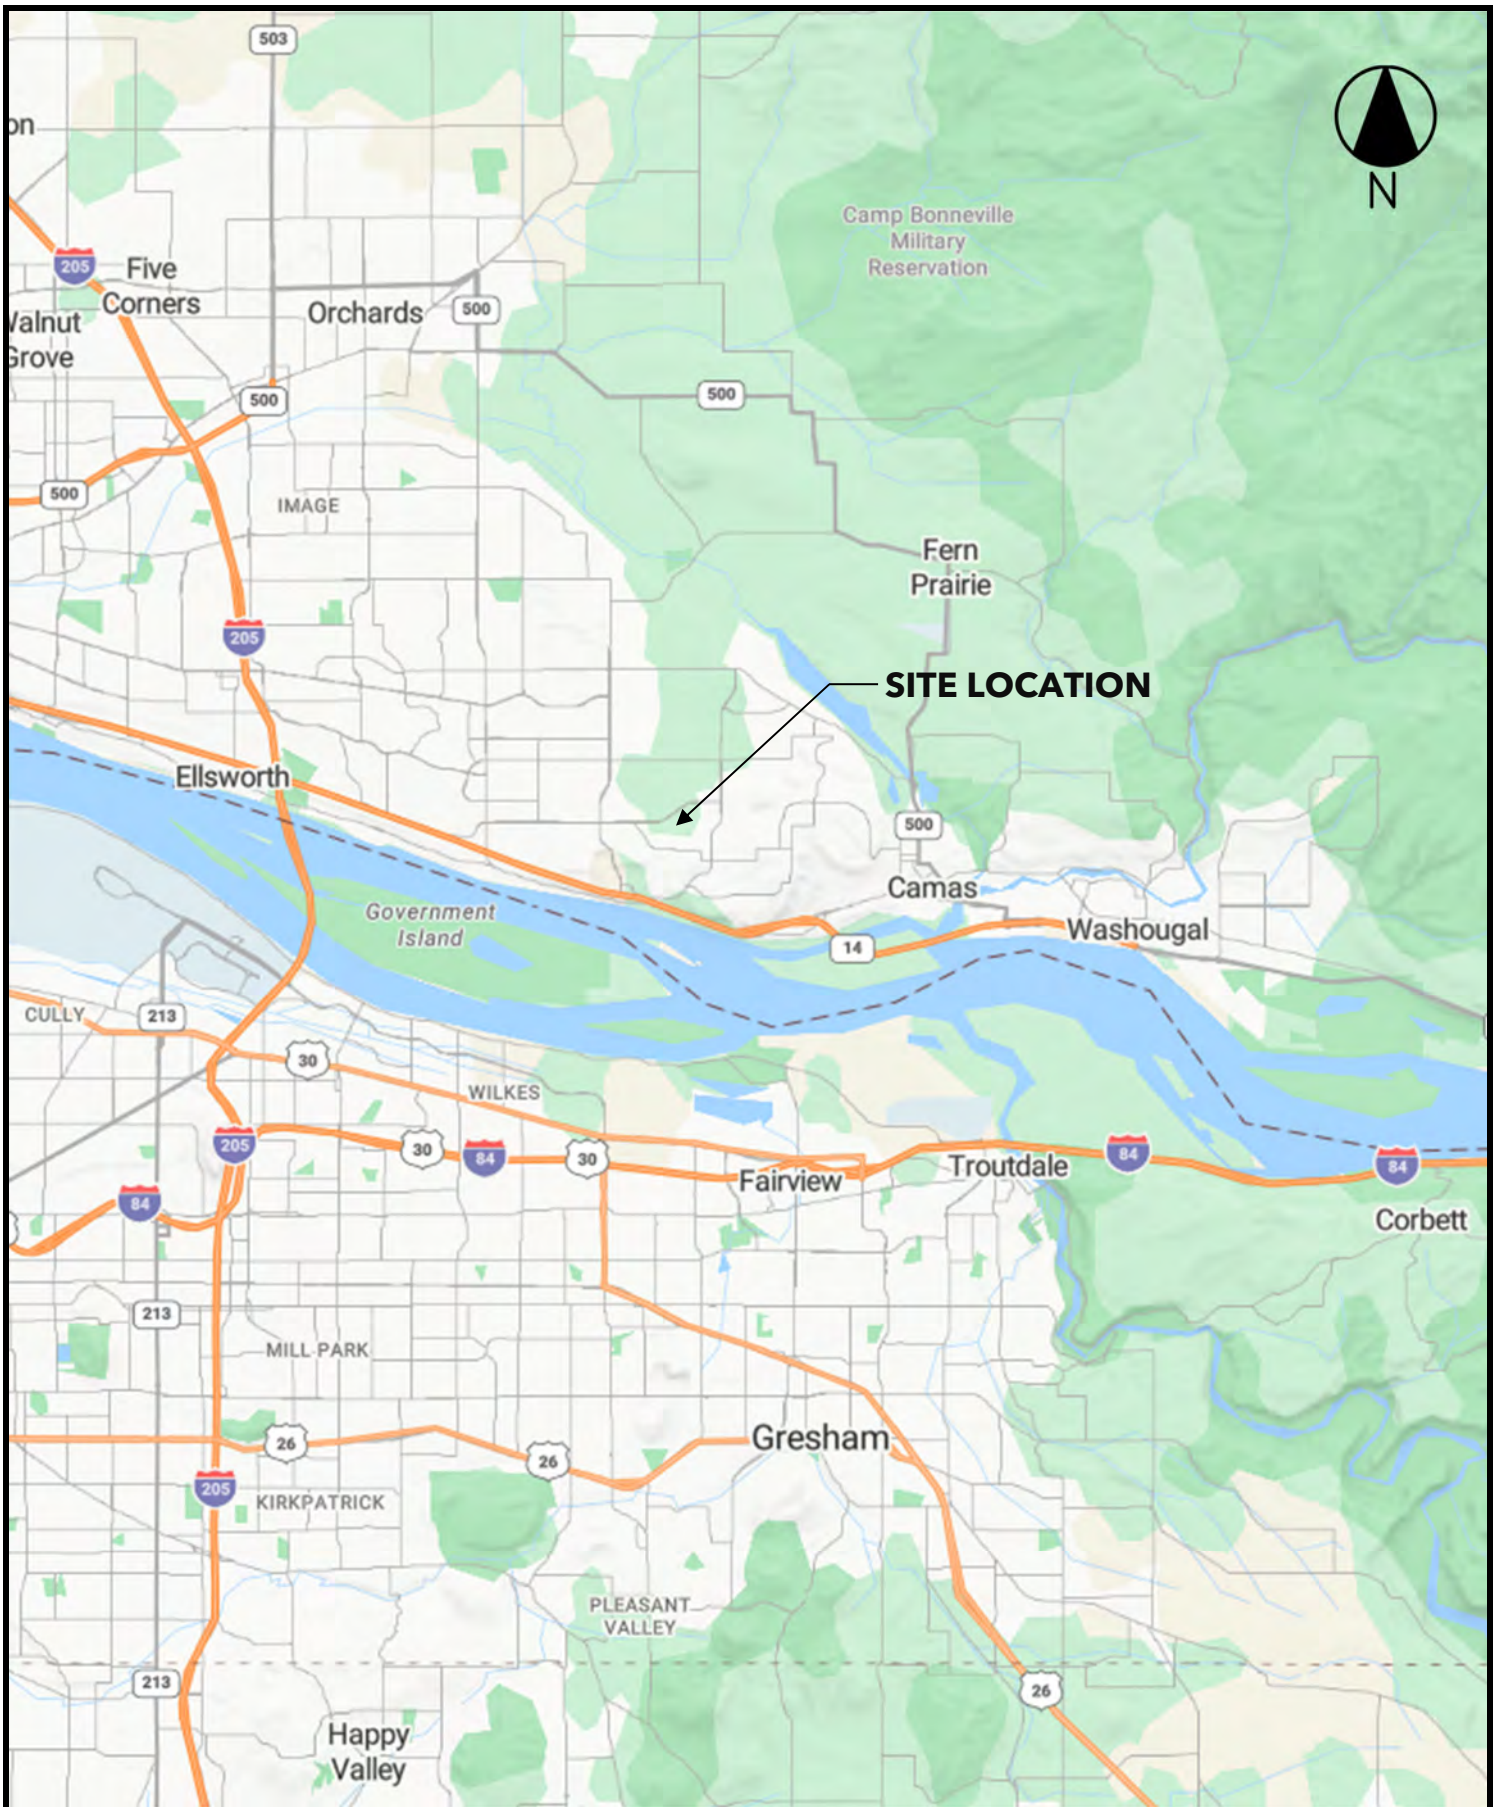 503
on
N
Camp Bonneville
Military
Reservation
205
Five
Corners
Orchards
500
Walnut
Grove
500
500
500
IMAGE
Fern
Prairie
205
SITE LOCATION
Ellsworth
500
Camas
Government
Island
14
Washougal
CULLY
213
30
WILKES
205
30
84
30
Fairview
Troutdale
84
84
84
Corbett
213
MILL PARK
26
Gresham
26
205
KIRKPATRICK
PLEASANT
VALLEY
213
26
Happy
Valley